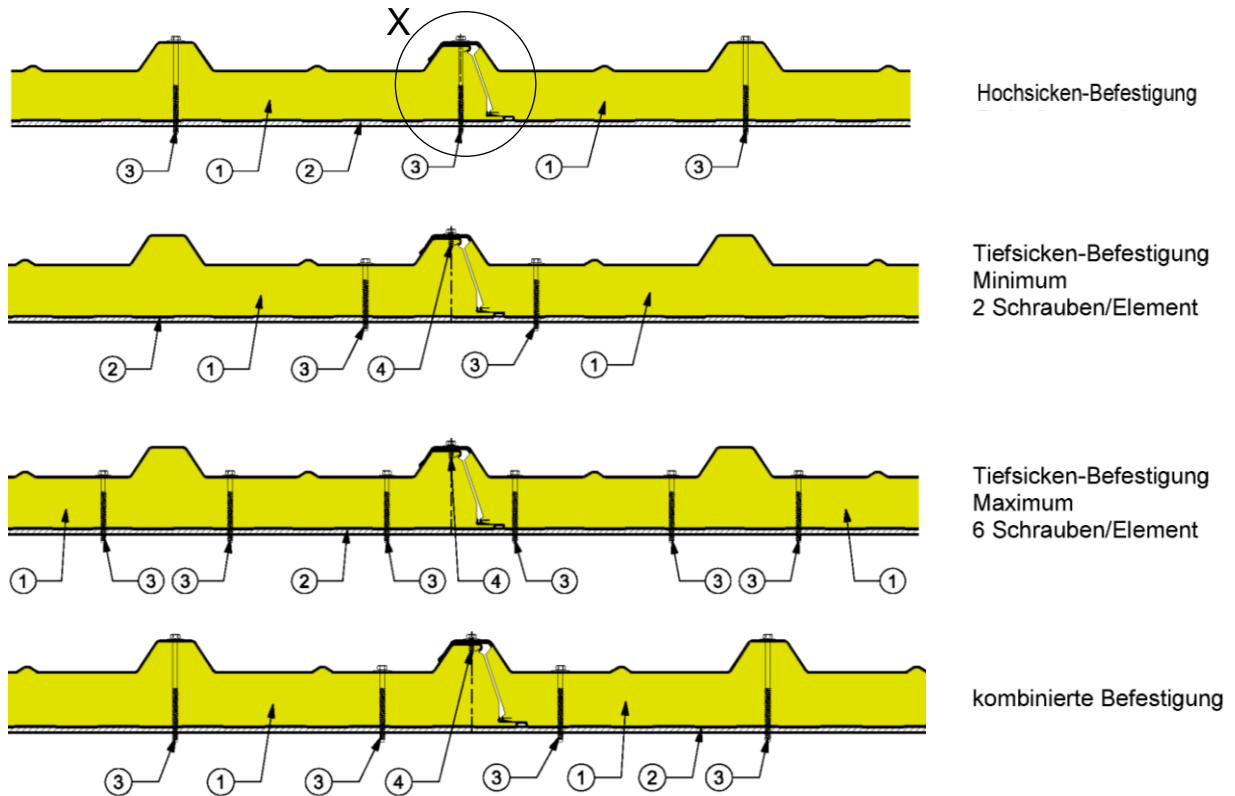 X
Hochsicken-Befestigung
3 1 2 3 1 3
Tiefsicken-Befestigung
Minimum
2 Schrauben/Element
2 1 3 4 3 1
Tiefsicken-Befestigung
Maximum
6 Schrauben/Element
1 3 3 2 3 4 3 3 3 1
kombinierte Befestigung
3 1 3 4 3 1 2 3